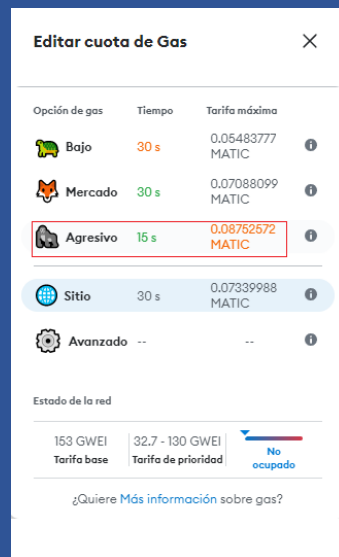 Editar cuota de Gas
Opción de gas Tiempo Tarifa máxima
Bajo 30 s 0.05483777 MATIC
Mercado 30 s 0.07088099 MATIC
Agresivo 15 s 0.08752572 MATIC
Sitio 30 s 0.07339988 MATIC
Avanzado -- --
Estado de la red
153 GWEI 32.7 - 130 GWEI
Tarifa base Tarifa de prioridad No ocupado
¿Quiere Más información sobre gas?